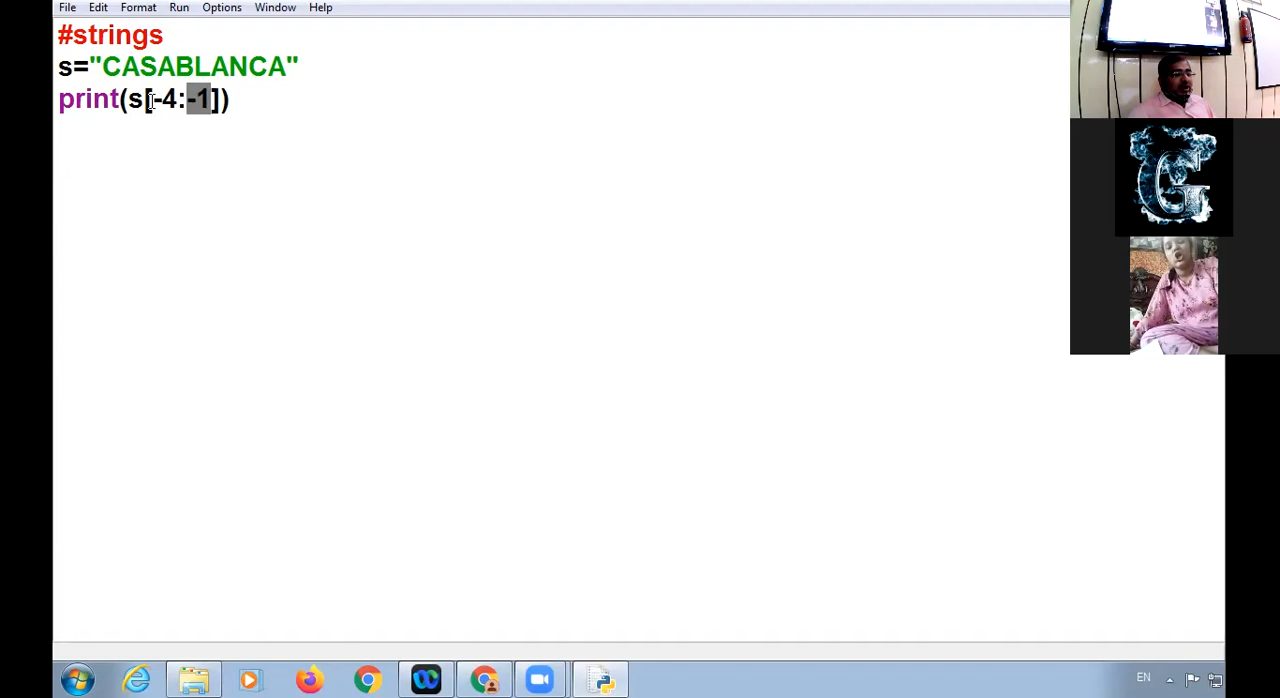 File Edit Format Run Options Window Help
#strings
s="CASABLANCA"
print(s[-4:-1])
G
EN